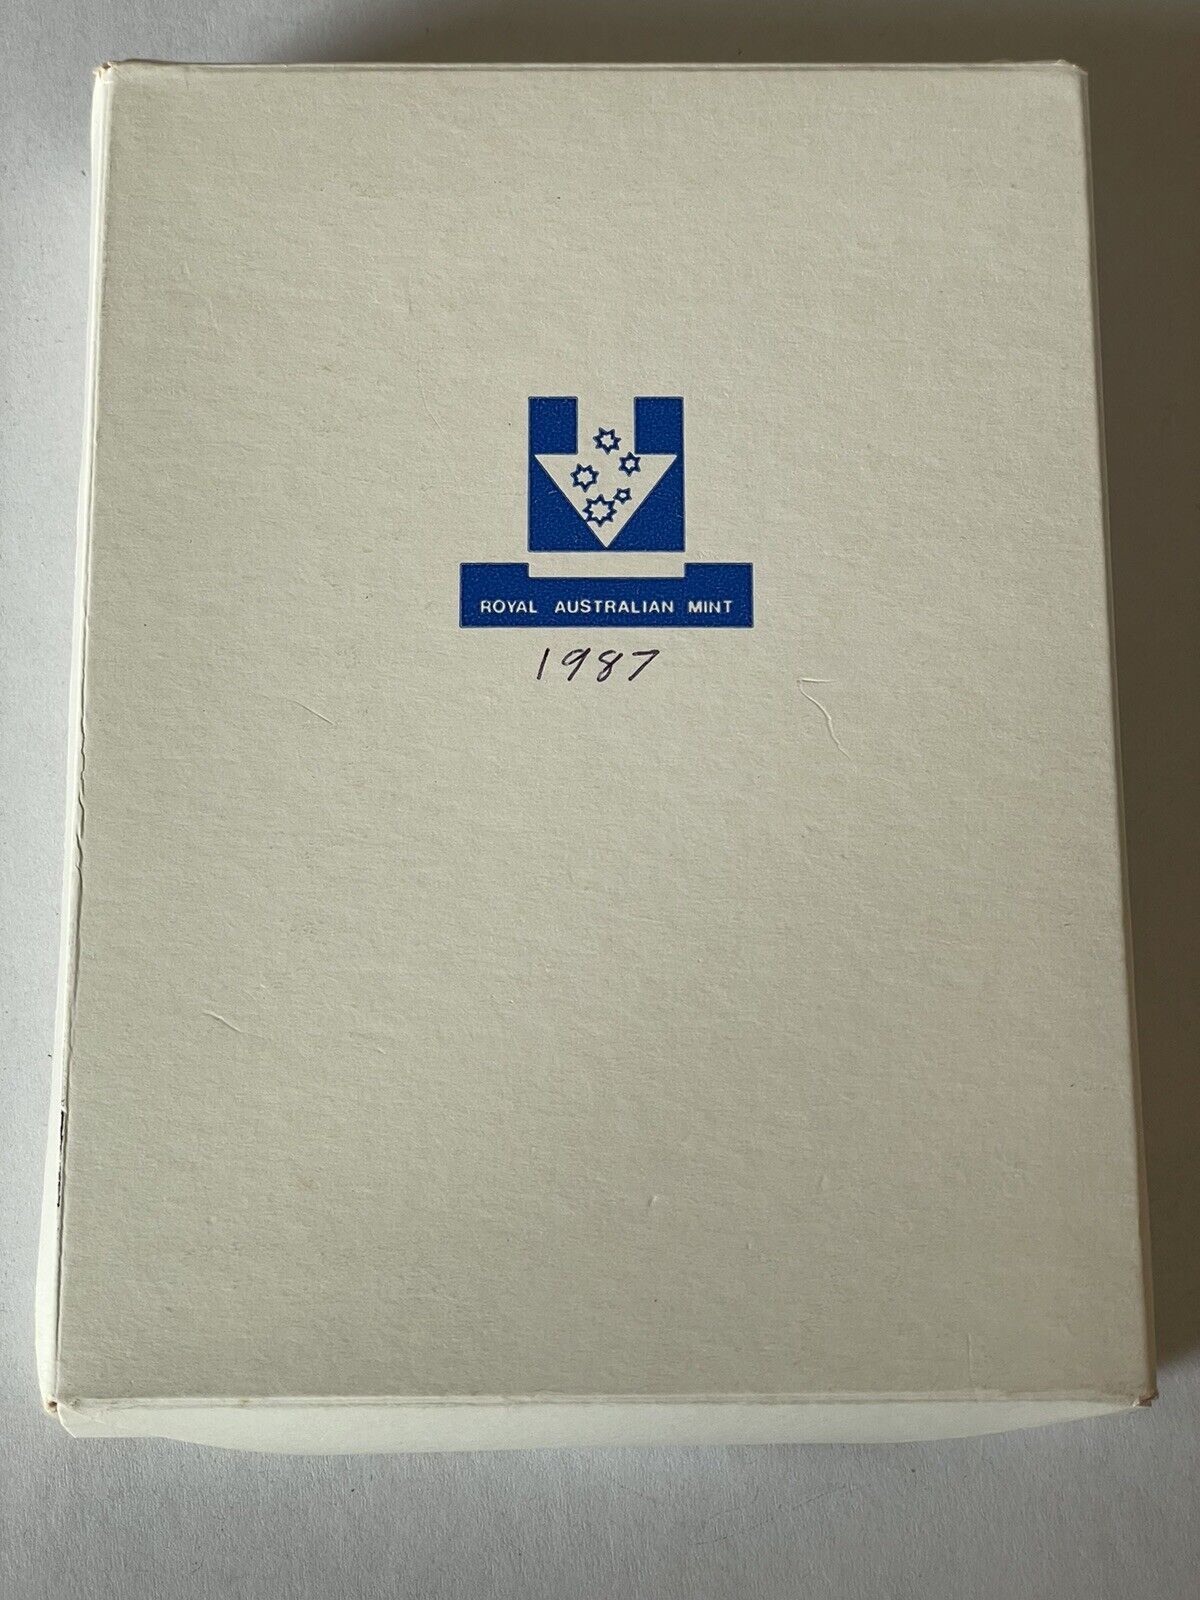 ROYAL AUSTRALIAN MINT
1987